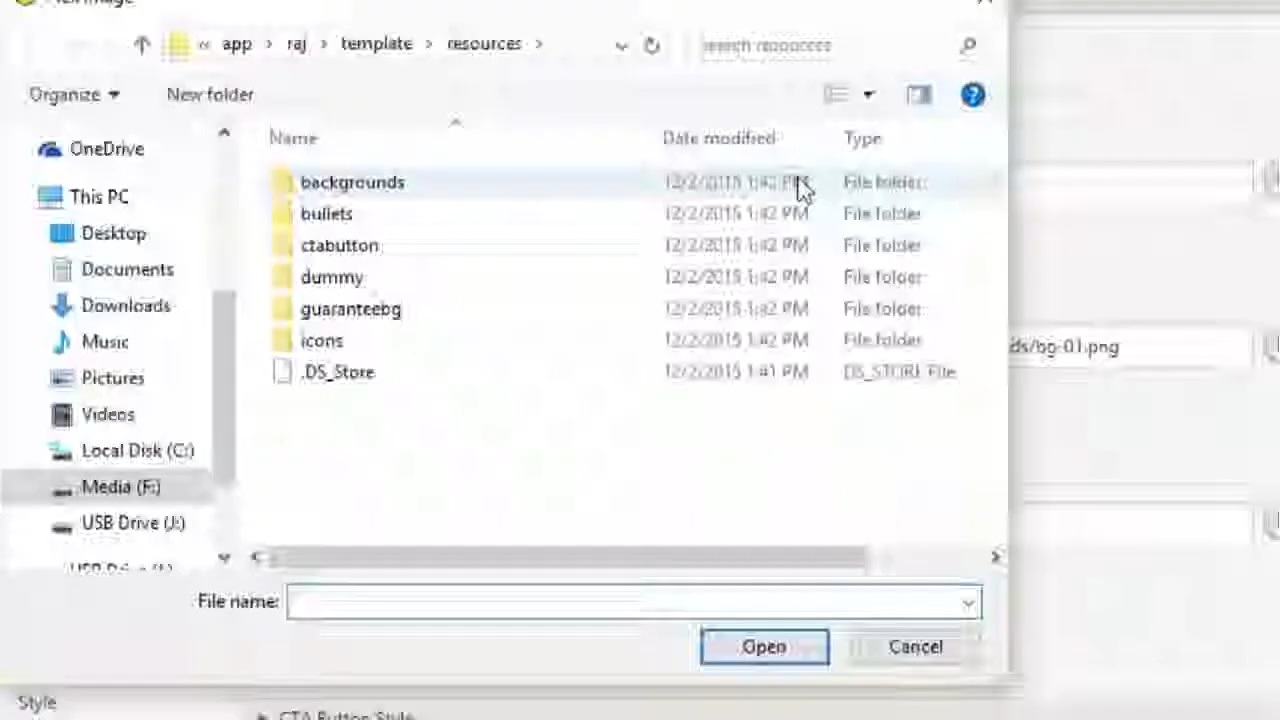 « app > raj > template > resources >
search resources
Organize
New folder
Name
Date modified
Type
OneDrive
This PC
Desktop
Documents
Downloads
Music
Pictures
Videos
Local Disk (C:)
Media (F:)
USB Drive (J:)
backgrounds 12/2/2015 1:42 PM File folder
bullets 12/2/2015 1:42 PM File folder
ctabutton 12/2/2015 1:42 PM File folder
dummy 12/2/2015 1:42 PM File folder
guaranteebg 12/2/2015 1:42 PM File folder
icons 12/2/2015 1:42 PM File folder
.DS_Store 12/2/2015 1:41 PM DS_STORE File
ds/bg-01.png
File name:
Open
Cancel
Style
CTA Button Style